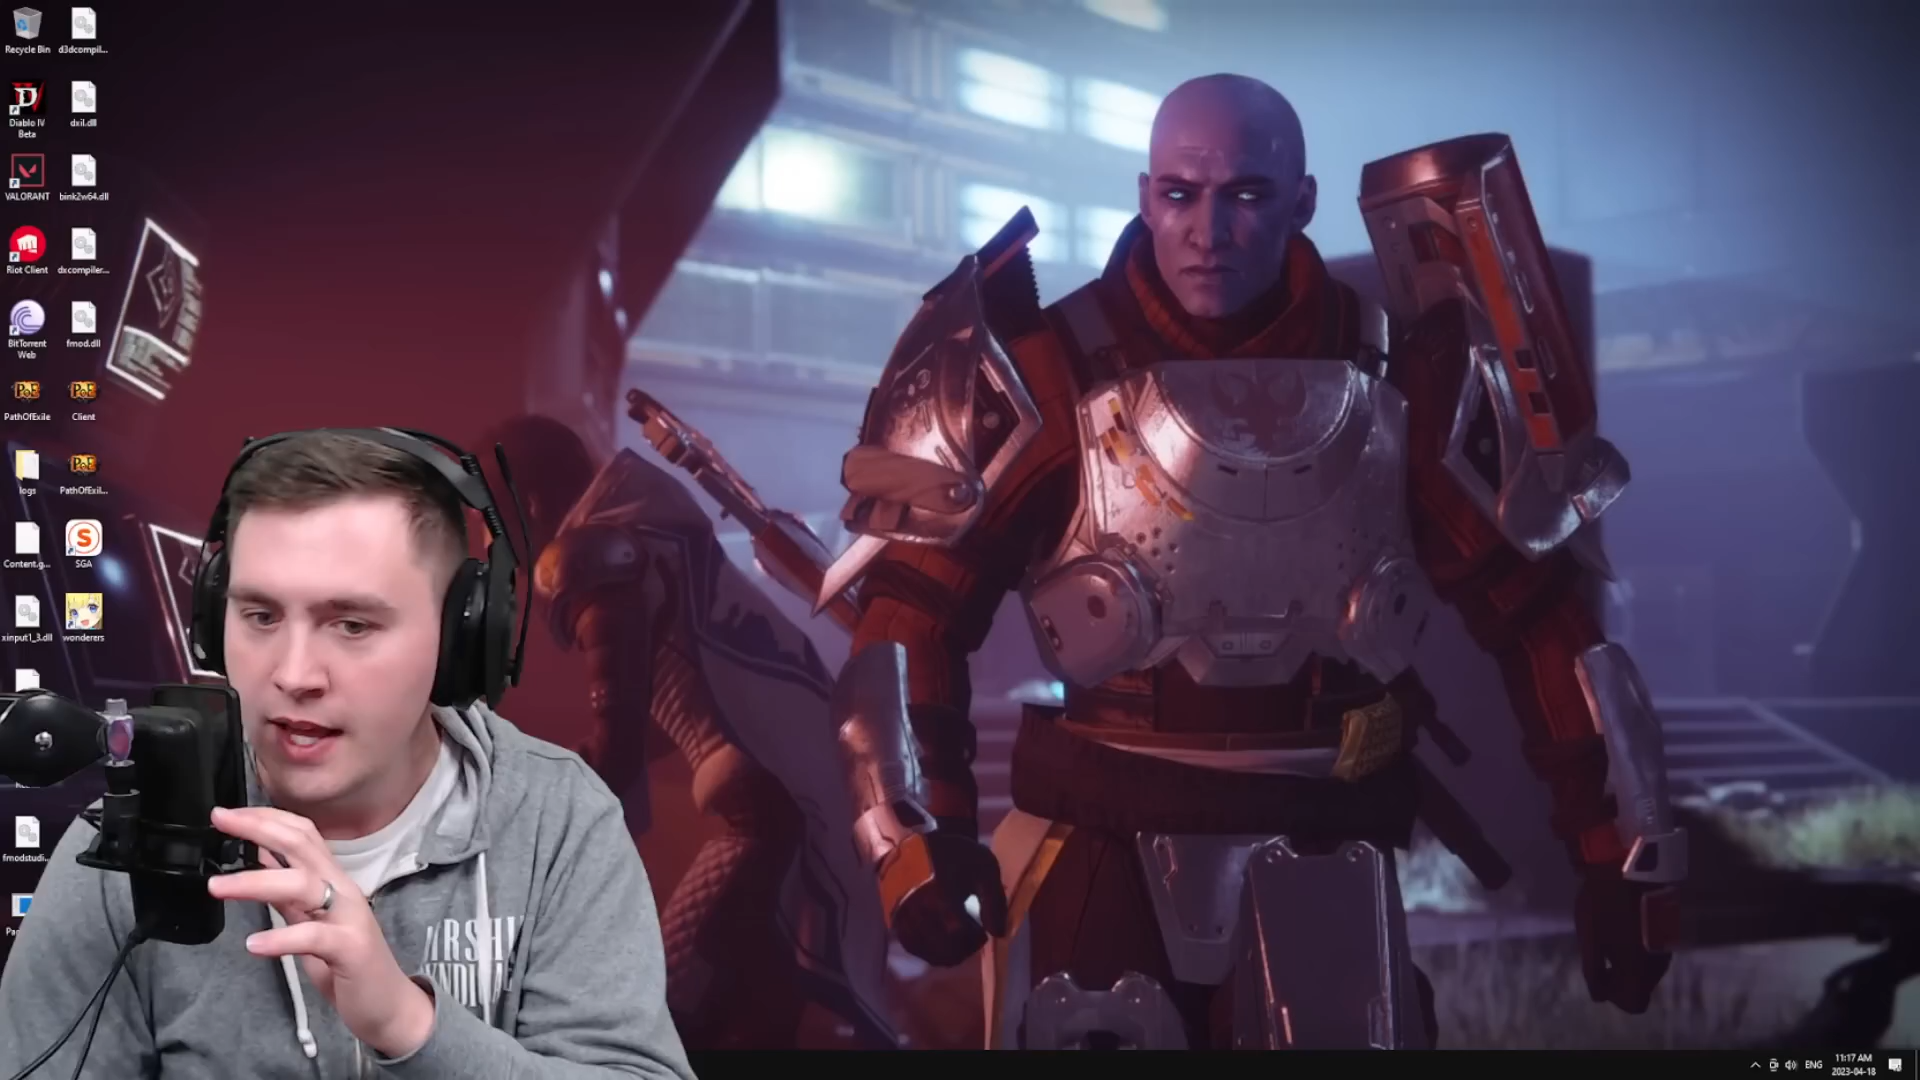 Recycle Bin
d3dcompil...
Diablo IV
Beta
dxil.dll
VALORANT
bink2w64.dll
Riot Client
dxcompiler...
BitTorrent
Web
fmod.dll
PathOfExile
Client
logs
PathOfExil...
Content.g...
SGA
xinput1_3.dll
wonderers
fmodstudi...
ENG
11:17 AM
2023-04-18